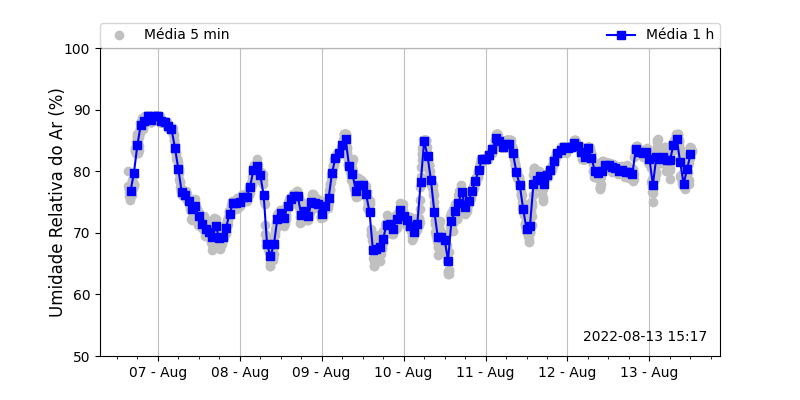 Média 5 min
Média 1 h
Umidade Relativa do Ar (%)
100
90
80
70
60
50
2022-08-13 15:17
07 - Aug
08 - Aug
09 - Aug
10 - Aug
11 - Aug
12 - Aug
13 - Aug